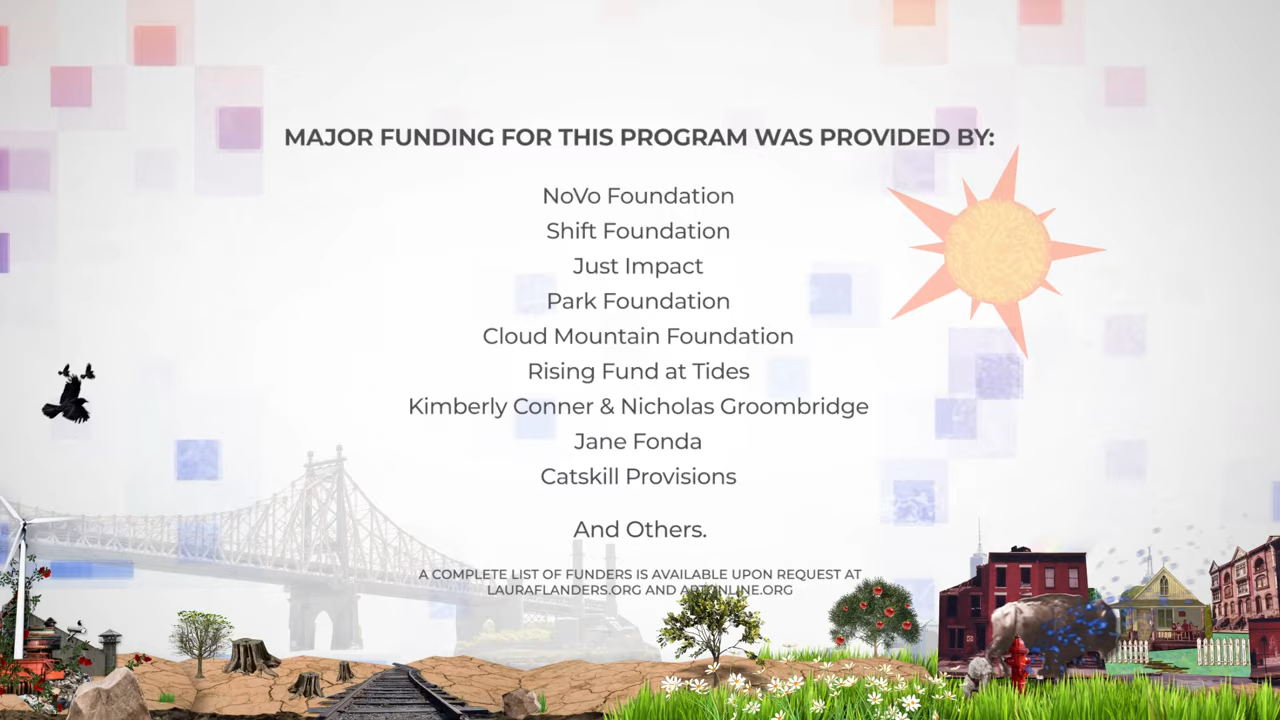 MAJOR FUNDING FOR THIS PROGRAM WAS PROVIDED BY:
NoVo Foundation
Shift Foundation
Just Impact
Park Foundation
Cloud Mountain Foundation
Rising Fund at Tides
Kimberly Conner & Nicholas Groombridge
Jane Fonda
Catskill Provisions
And Others.
A COMPLETE LIST OF FUNDERS IS AVAILABLE UPON REQUEST AT
LAURAFLANDERS.ORG AND